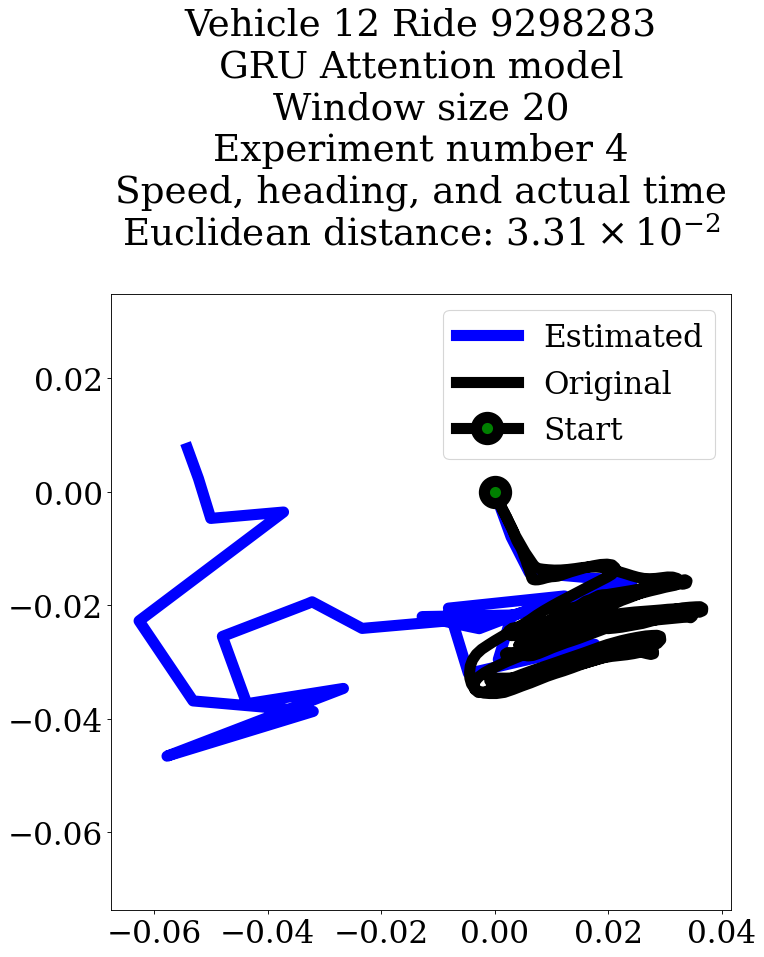 Vehicle 12 Ride 9298283
GRU Attention model
Window size 20
Experiment number 4
Speed, heading, and actual time
Euclidean distance: 3.31 × 10⁻²
Estimated
Original
Start
0.02
0.00
−0.02
−0.04
−0.06
−0.06 −0.04 −0.02 0.00 0.02 0.04